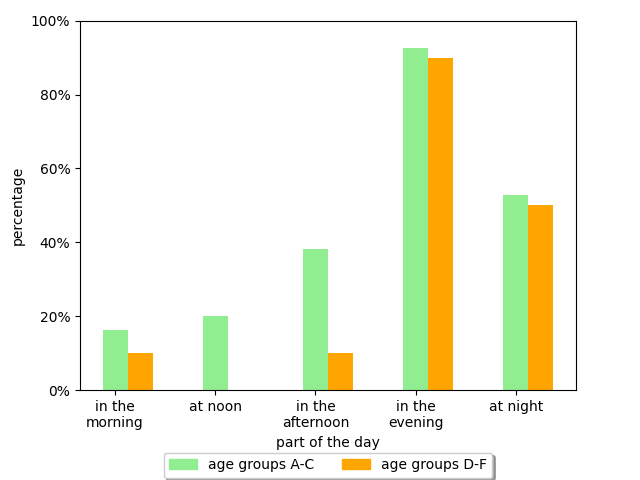 100%
80%
60%
40%
20%
0%
percentage
in the
morning
at noon
in the
afternoon
in the
evening
at night
part of the day
age groups A-C
age groups D-F